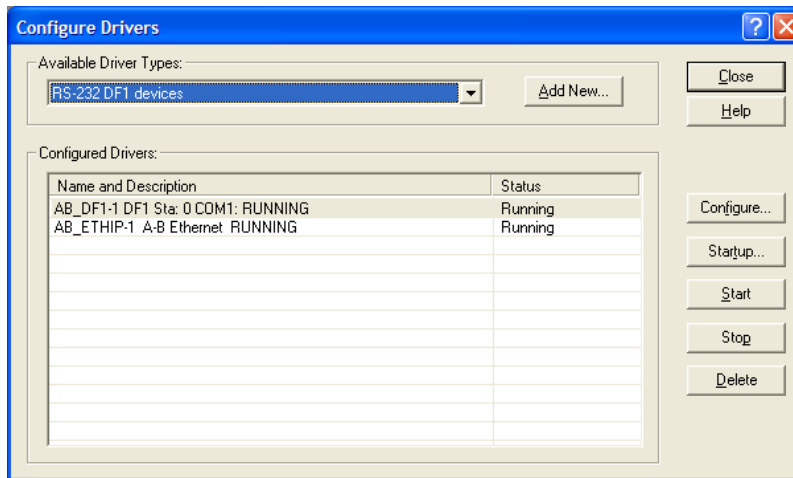 Configure Drivers
Available Driver Types:
RS-232 DF1 devices
Add New...
Close
Help
Configured Drivers:
Name and Description Status
AB_DF1-1 DF1 Sta: 0 COM1: RUNNING Running
AB_ETHIP-1 A-B Ethernet RUNNING Running
Configure...
Startup...
Start
Stop
Delete